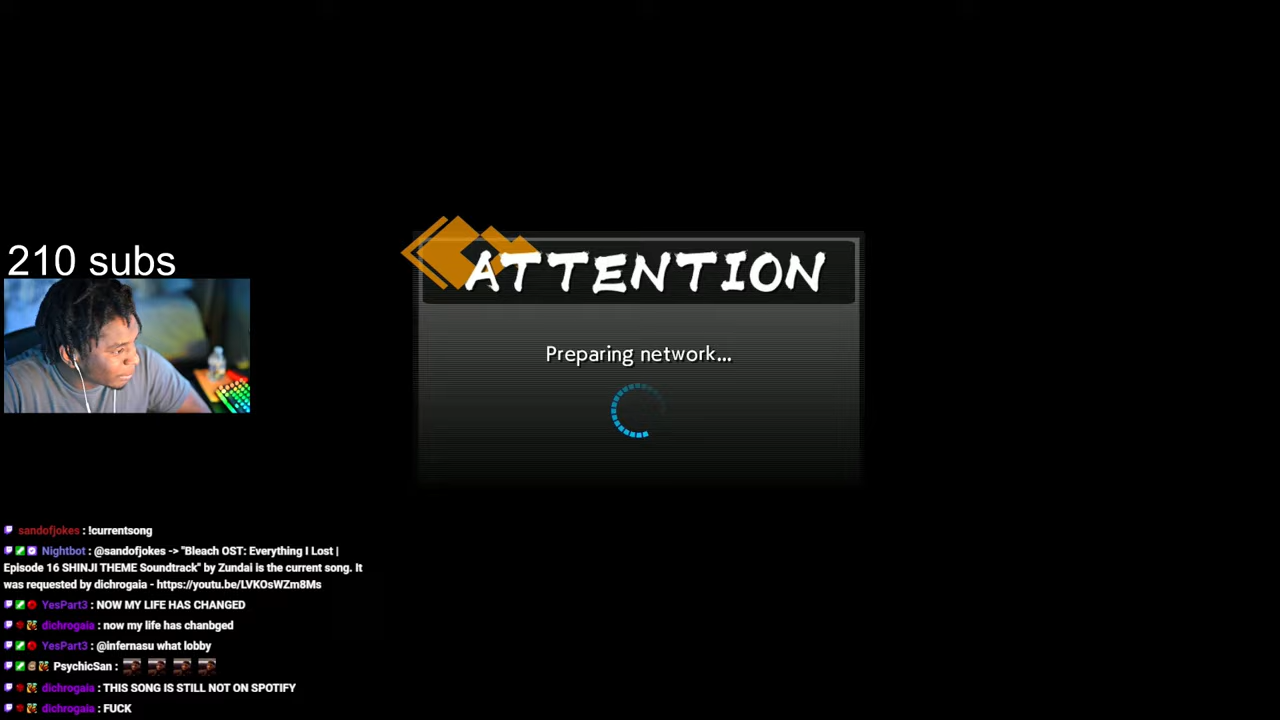 ATTENTION
Preparing network...
210 subs
sandofjokes : !currentsong
Nightbot : @sandofjokes -> "Bleach OST: Everything I Lost |
Episode 16 SHINJI THEME Soundtrack" by Zundai is the current song. It
was requested by dichrogaia - https://youtu.be/LVKOsWZm8Ms
YesPart3 : NOW MY LIFE HAS CHANGED
dichrogaia : now my life has chanbged
YesPart3 : @infernasu what lobby
PsychicSan :
dichrogaia : THIS SONG IS STILL NOT ON SPOTIFY
dichrogaia : FUCK